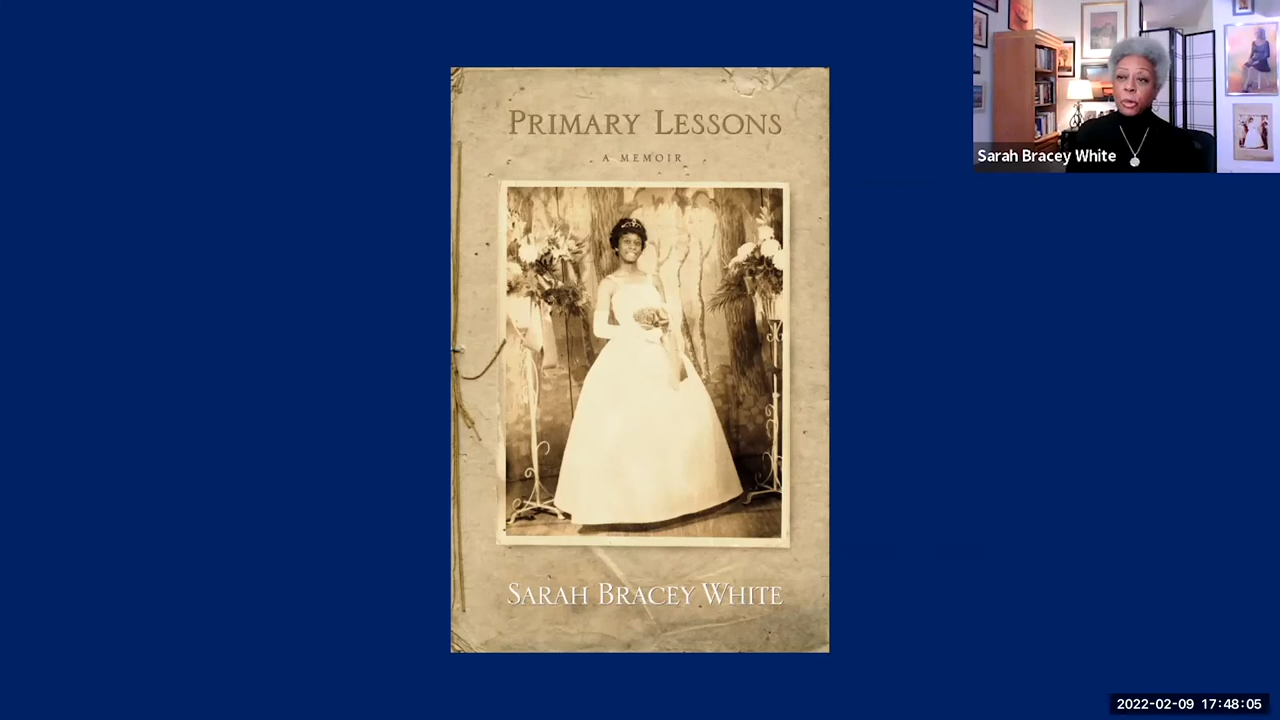 PRIMARY LESSONS
A MEMOIR
SARAH BRACEY WHITE
Sarah Bracey White
2022-02-09 17:48:05